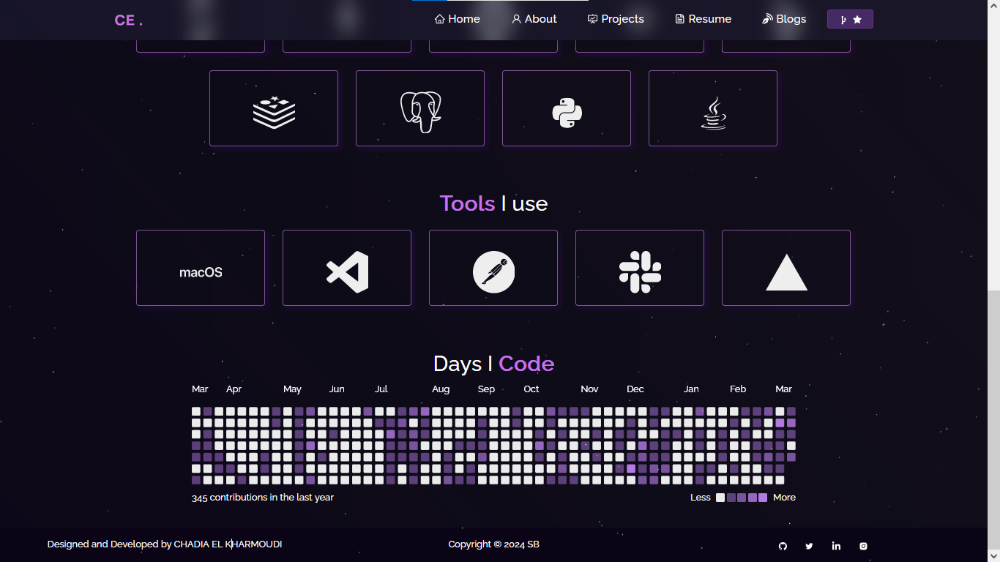 CE .
Home About Projects Resume Blogs
Tools I use
macOS
Days I Code
Mar Apr May Jun Jul Aug Sep Oct Nov Dec Jan Feb Mar
345 contributions in the last year
Less More
Designed and Developed by CHADIA EL KHARMOUDI
Copyright © 2024 SB